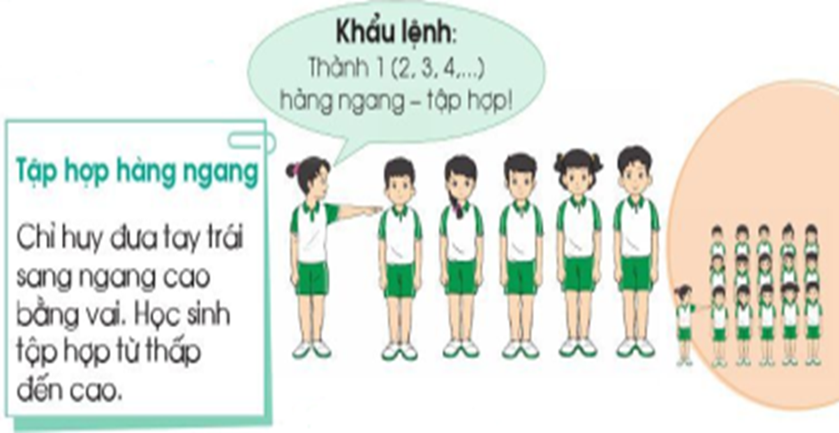 Khẩu lệnh:
Thành 1 (2, 3, 4,...)
hàng ngang – tập hợp!
Tập hợp hàng ngang
Chỉ huy đưa tay trái
sang ngang cao
bằng vai. Học sinh
tập hợp từ thấp
đến cao.